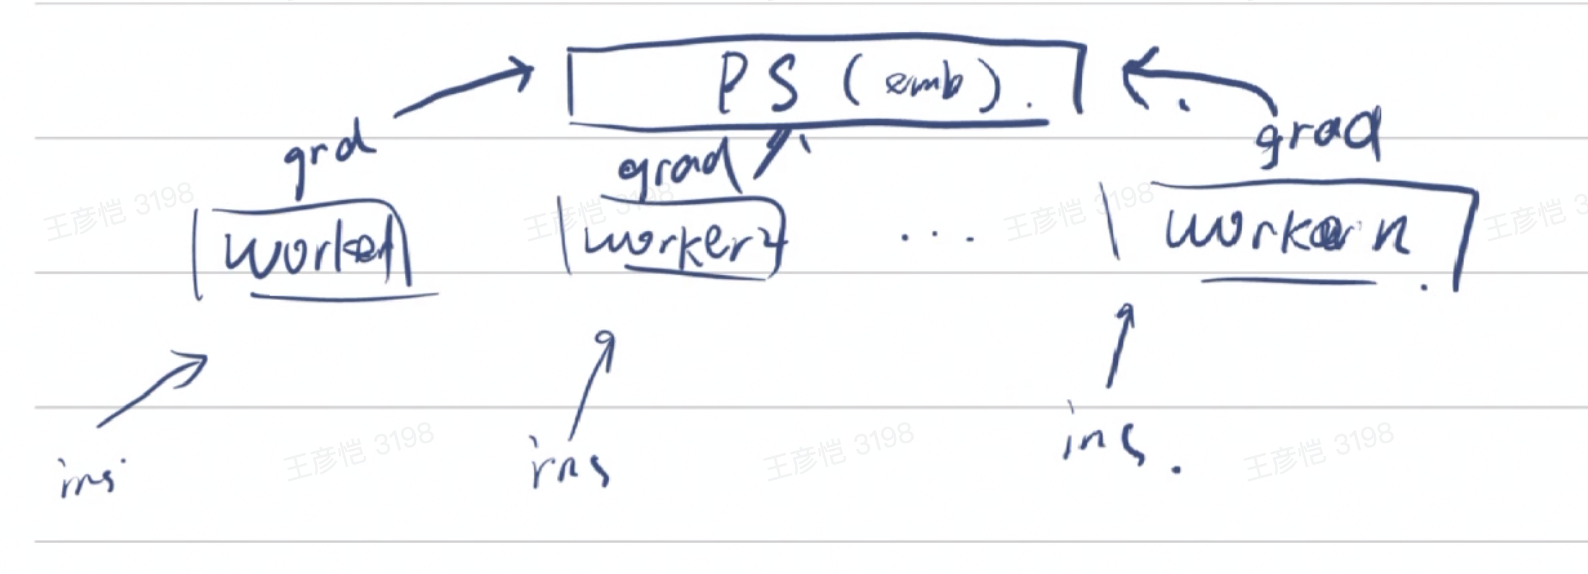 PS (emb).
grd
grad
grad
worker1
worker2
...
worker n
ins
ins
ins.
王彦恺 3198
王彦恺 3198
王彦恺 3198
王彦恺 3
王彦恺 3198
王彦恺 3198
王彦恺 3198